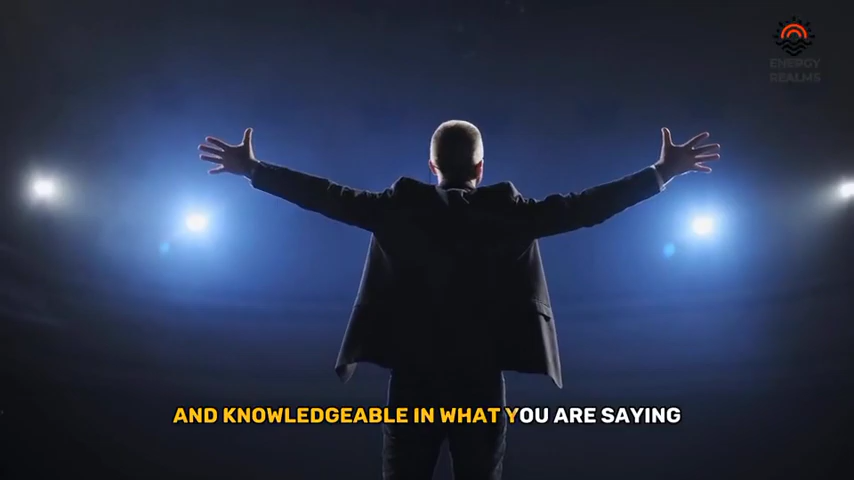 ENERGY
REALMS
AND KNOWLEDGEABLE IN WHAT YOU ARE SAYING